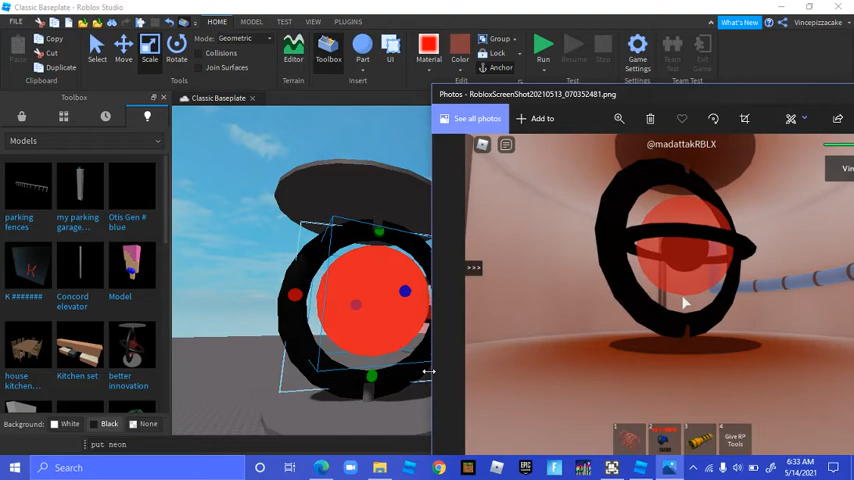 Classic Baseplate - Roblox Studio
FILE HOME MODEL TEST VIEW PLUGINS What's New Vincepizzacake
Paste Copy Cut Duplicate
Clipboard
Select Move Scale Rotate
Mode: Geometric
Collisions
Join Surfaces
Tools
Editor
Terrain
Toolbox Part UI
Insert
Material Color
Group
Lock
Anchor
Edit
Run Resume Stop
Test
Game Settings
Settings
Team Test Exit Game
Team Test
Toolbox
Classic Baseplate
Models
parking fences
my parking garage...
Otis Gen # blue
K #######
Concord elevator
Model
house kitchen...
Kitchen set
better innovation
Background: White Black None
put neon
Photos - RobloxScreenShot20210513_070352481.png
See all photos
Add to
@madattakRBLX
Vin
>>>
1 2 3 4
Give RP Tools
Search
6:33 AM
5/14/2021